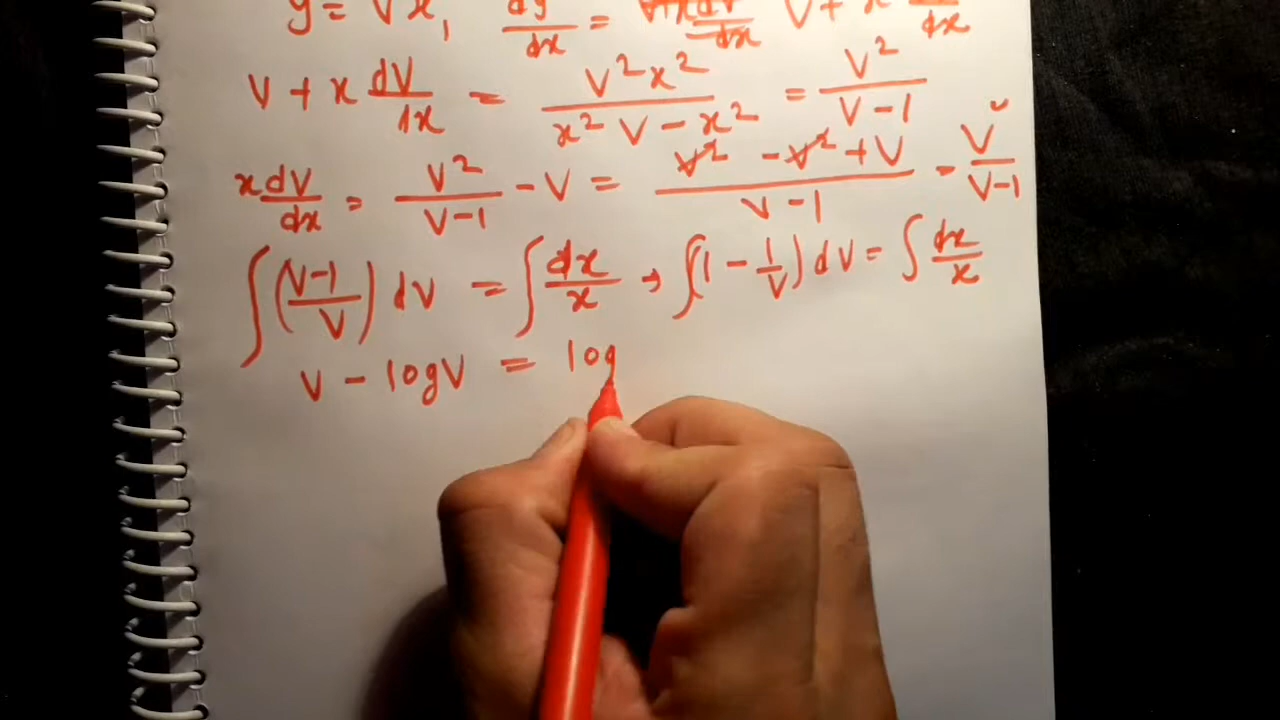 y = Vx, dy/dx = V + x dv/dx
V + x dV/dx = V²x²/x²V - x² = V²/V-1
x dV/dx = V²/V-1 - V = V² - V² + V/V-1 = V/V-1
∫(V-1/V) dV = ∫dx/x → ∫(1 - 1/V) dV = ∫dx/x
V - logV = log